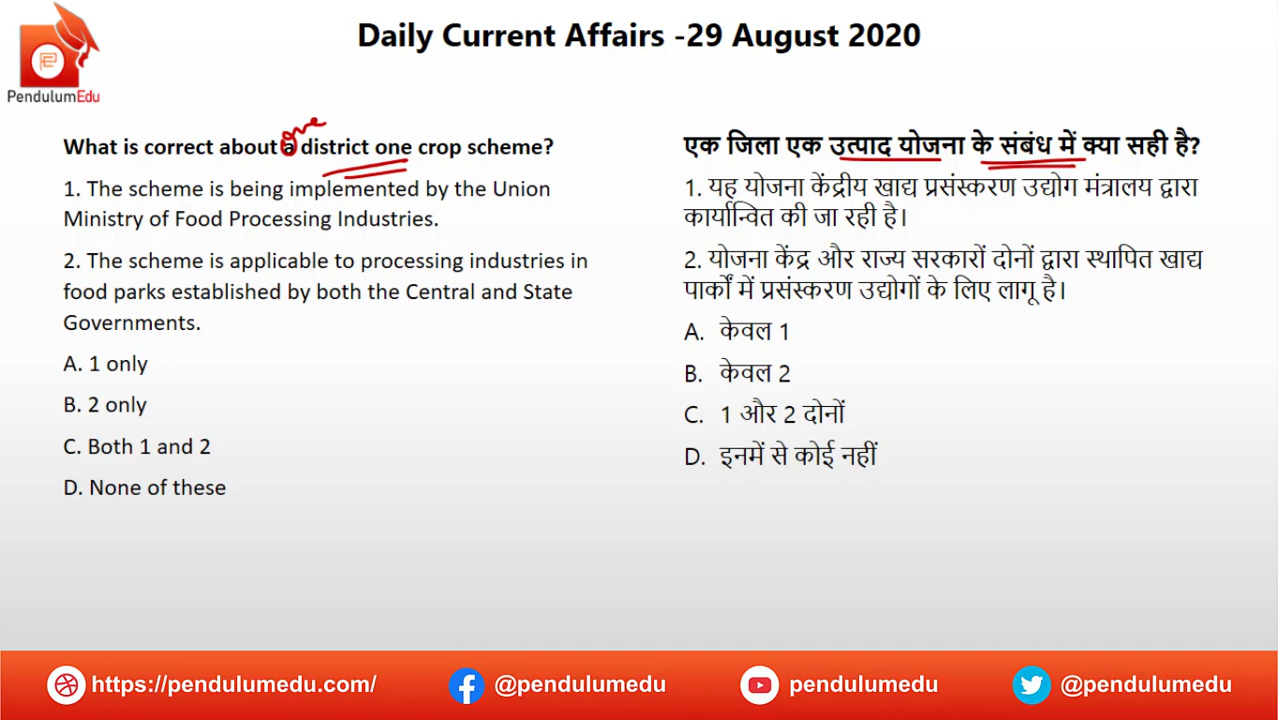 Daily Current Affairs -29 August 2020
PendulumEdu
one
What is correct about a district one crop scheme?
1. The scheme is being implemented by the Union
Ministry of Food Processing Industries.
2. The scheme is applicable to processing industries in
food parks established by both the Central and State
Governments.
A. 1 only
B. 2 only
C. Both 1 and 2
D. None of these
एक जिला एक उत्पाद योजना के संबंध में क्या सही है?
1. यह योजना केंद्रीय खाद्य प्रसंस्करण उद्योग मंत्रालय द्वारा
कार्यान्वित की जा रही है।
2. योजना केंद्र और राज्य सरकारों दोनों द्वारा स्थापित खाद्य
पार्कों में प्रसंस्करण उद्योगों के लिए लागू है।
A. केवल 1
B. केवल 2
C. 1 और 2 दोनों
D. इनमें से कोई नहीं
https://pendulumedu.com/ @pendulumedu pendulumedu @pendulumedu